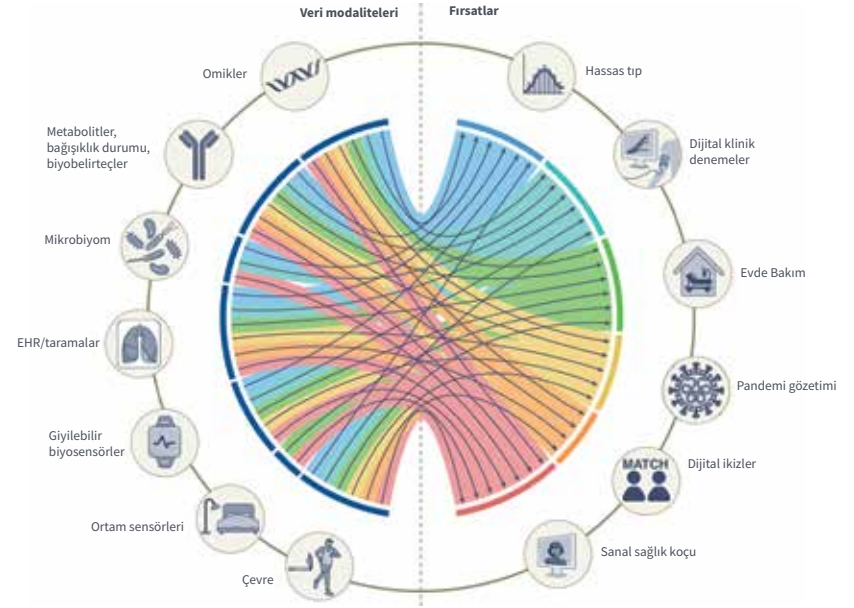 Veri modaliteleri
Fırsatlar
Omikler
Metabolitler,
bağışıklık durumu,
biyobelirteçler
Mikrobiyom
EHR/taramalar
Giyilebilir
biyosensörler
Ortam sensörleri
Çevre
Hassas tıp
Dijital klinik
denemeler
Evde Bakım
Pandemi gözetimi
MATCH
Dijital ikizler
Sanal sağlık koçu